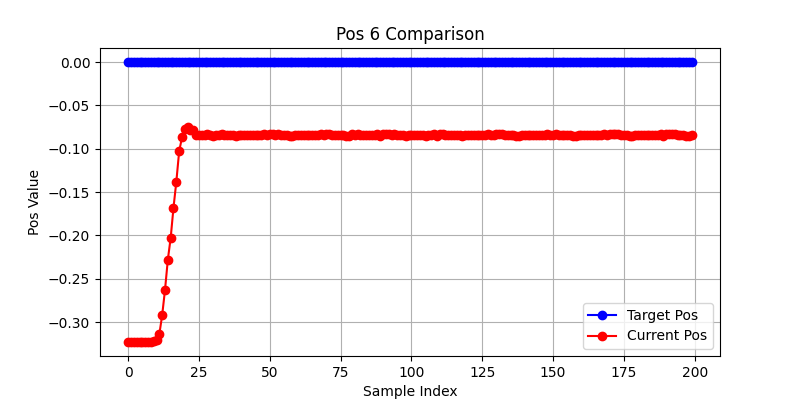 Pos 6 Comparison
Pos Value
0.00
−0.05
−0.10
−0.15
−0.20
−0.25
−0.30
Target Pos
Current Pos
0 25 50 75 100 125 150 175 200
Sample Index